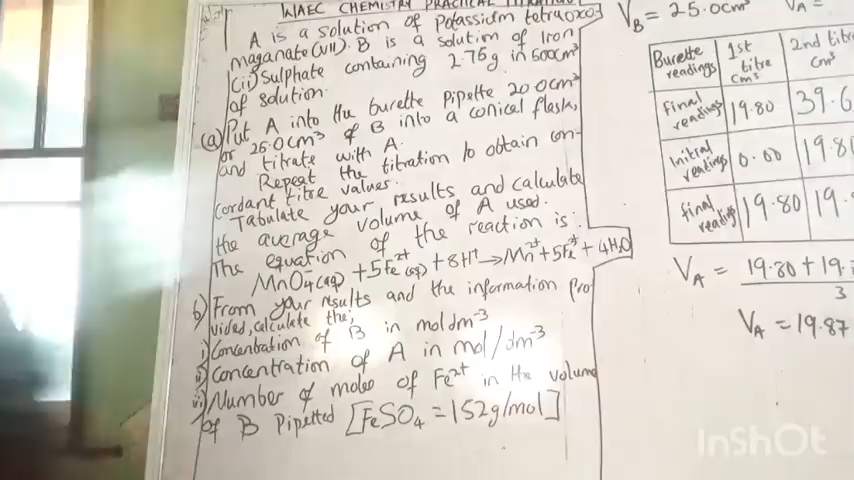 WAEC CHEMISTRY PRACTICAL
A is a solution of Potassium tetraoxo-
maganate(VII). B is a solution of Iron
(ii) Sulphate containing 2.75g in 500cm³
of solution.
(a) Put A into the burette Pipette 20.0cm³
or 25.0cm³ of B into a conical flask,
and titrate with A.
Repeat the titration to obtain con-
cordant titre values.
Tabulate your results and calculate
the average volume of A used.
The equation of the reaction is:
MnO₄⁻(aq) + 5Fe²⁺(aq) + 8H⁺ → Mn²⁺ + 5Fe³⁺ + 4H₂O
b) From your results and the information pro
vided, calculate the;
i) Concentration of B in moldm⁻³
ii) Concentration of A in mol/dm⁻³
iii) Number of moles of Fe²⁺ in the volume
of B Pipetted [FeSO₄ = 152g/mol]
V_B = 25.0cm³ V_A =
Burette readings | 1st titre cm³ | 2nd titre cm³
Final readings | 19.80 | 39.6
Initial readings | 0.00 | 19.80
final readings | 19.80 | 19.
V_A = 19.80 + 19.
3
V_A = 19.87
InShOt